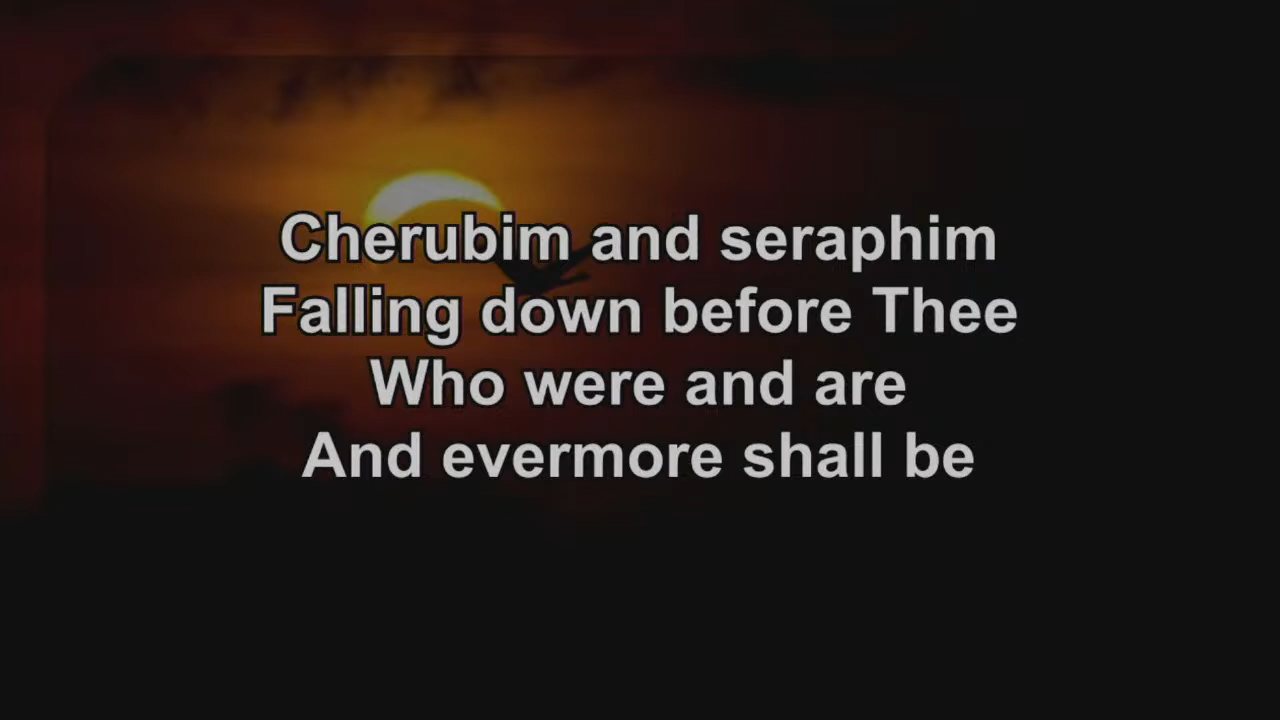 Cherubim and seraphim
Falling down before Thee
Who were and are
And evermore shall be